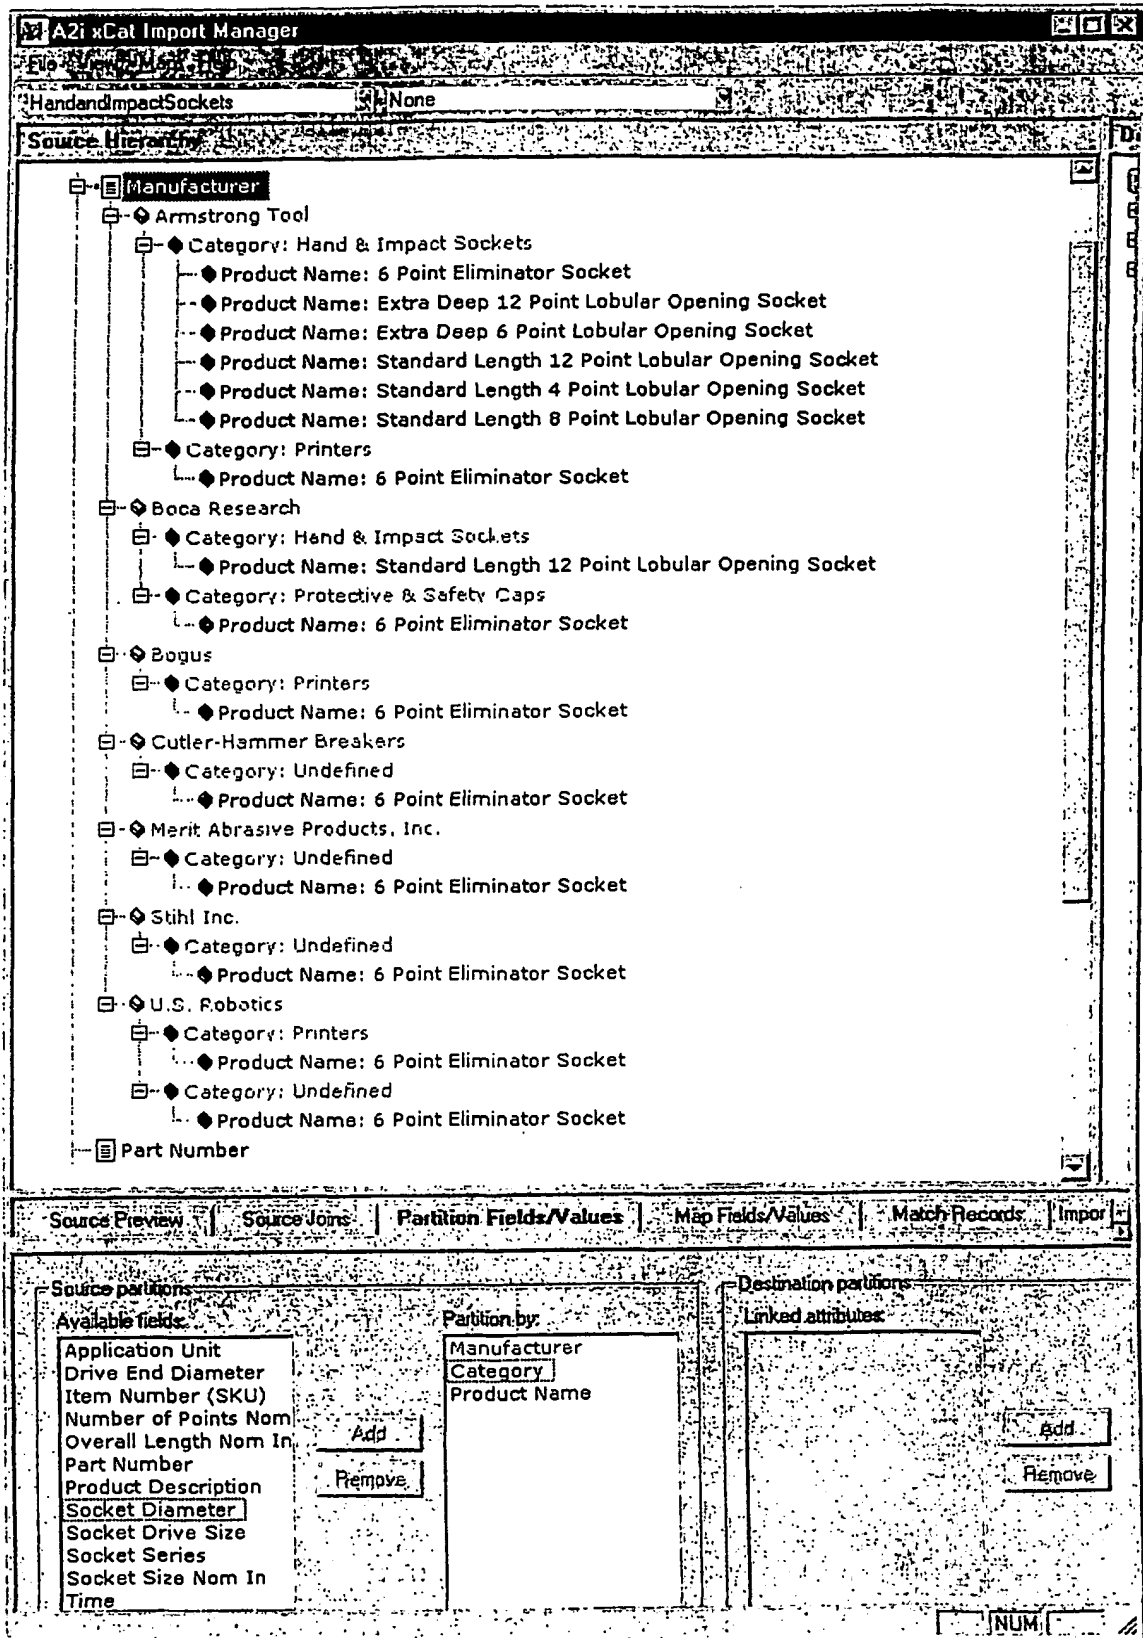 A2i xCat Import Manager
File View Map Help
HandandImpactSockets None
Source Hierarchy
Manufacturer
Armstrong Tool
Category: Hand & Impact Sockets
Product Name: 6 Point Eliminator Socket
Product Name: Extra Deep 12 Point Lobular Opening Socket
Product Name: Extra Deep 6 Point Lobular Opening Socket
Product Name: Standard Length 12 Point Lobular Opening Socket
Product Name: Standard Length 4 Point Lobular Opening Socket
Product Name: Standard Length 8 Point Lobular Opening Socket
Category: Printers
Product Name: 6 Point Eliminator Socket
Boca Research
Category: Hand & Impact Sockets
Product Name: Standard Length 12 Point Lobular Opening Socket
Category: Protective & Safety Caps
Product Name: 6 Point Eliminator Socket
Bogus
Category: Printers
Product Name: 6 Point Eliminator Socket
Cutler-Hammer Breakers
Category: Undefined
Product Name: 6 Point Eliminator Socket
Merit Abrasive Products, Inc.
Category: Undefined
Product Name: 6 Point Eliminator Socket
Stihl Inc.
Category: Undefined
Product Name: 6 Point Eliminator Socket
U.S. Robotics
Category: Printers
Product Name: 6 Point Eliminator Socket
Category: Undefined
Product Name: 6 Point Eliminator Socket
Part Number
Source Preview Source Joins Partition Fields/Values Map Fields/Values Match Records Impor
Source partitions
Available fields:
Application Unit
Drive End Diameter
Item Number (SKU)
Number of Points Nom
Overall Length Nom In
Part Number
Product Description
Socket Diameter
Socket Drive Size
Socket Series
Socket Size Nom In
Time
Add
Remove
Partition by:
Manufacturer
Category
Product Name
Destination partitions
Linked attributes:
Add
Remove
NUM